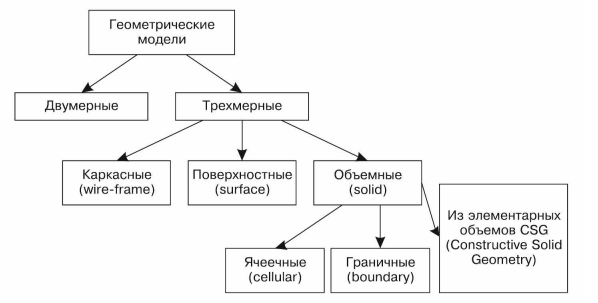 Геометрические
модели
Двумерные
Трехмерные
Каркасные
(wire-frame)
Поверхностные
(surface)
Объемные
(solid)
Из элементарных
объемов CSG
(Constructive Solid
Geometry)
Ячеечные
(cellular)
Граничные
(boundary)